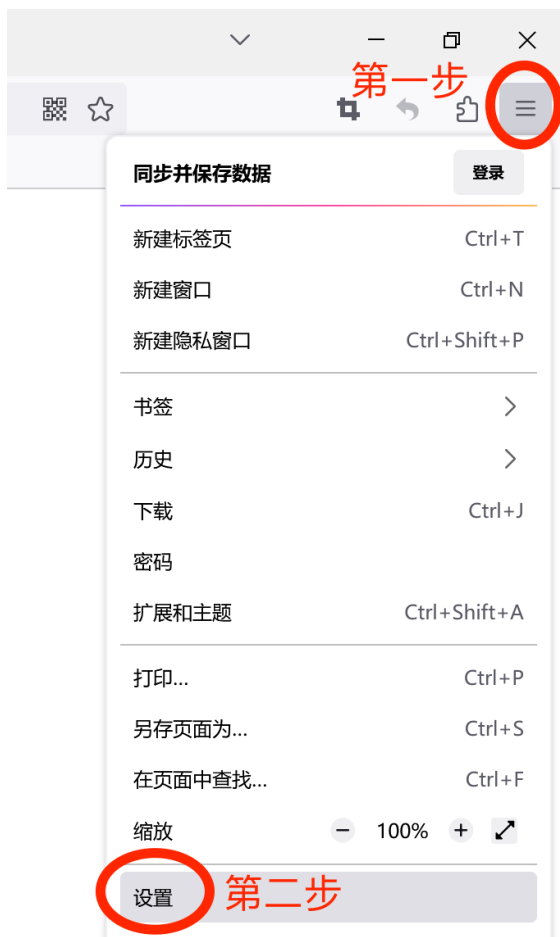 第一步
同步并保存数据 登录
新建标签页 Ctrl+T
新建窗口 Ctrl+N
新建隐私窗口 Ctrl+Shift+P
书签
历史
下载 Ctrl+J
密码
扩展和主题 Ctrl+Shift+A
打印... Ctrl+P
另存页面为... Ctrl+S
在页面中查找... Ctrl+F
缩放 − 100% +
设置 第二步